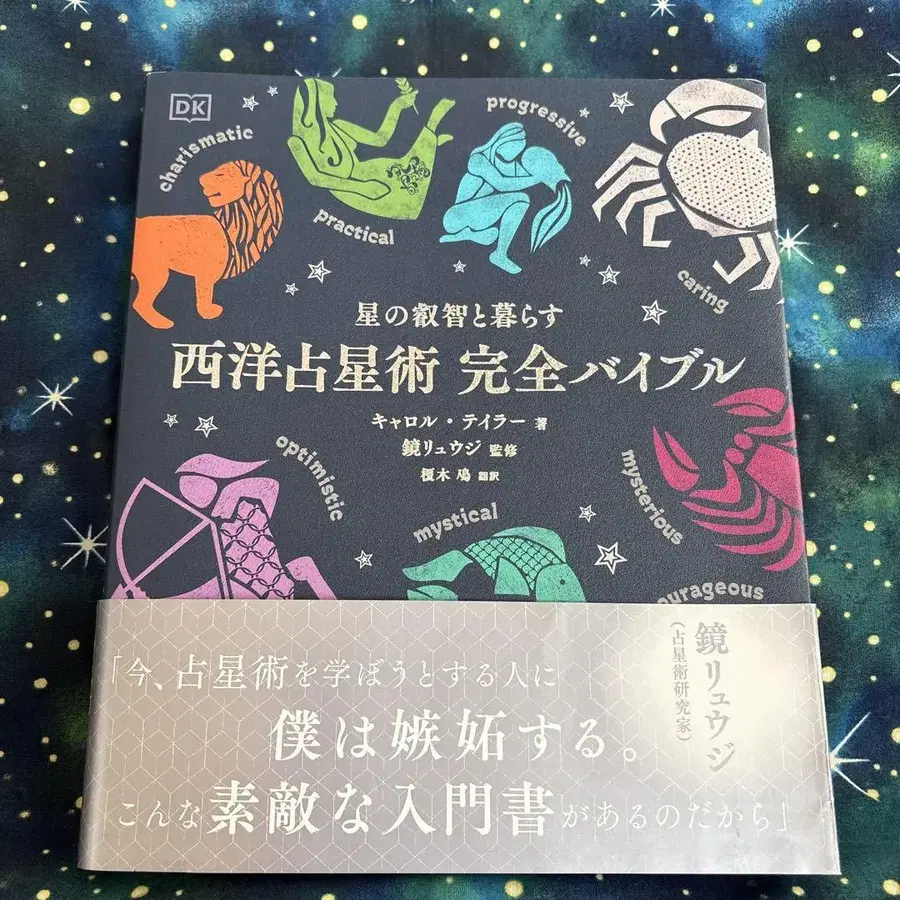 DK
charismatic
practical
progressive
caring
星の叡智と暮らす
西洋占星術 完全バイブル
キャロル・テイラー 著
鏡リュウジ 監修
榎木鳰 翻訳
optimistic
mystical
mysterious
ourageous
「今、占星術を学ぼうとする人に
僕は嫉妬する。
こんな素敵な入門書があるのだから」
鏡リュウジ
(占星術研究家)